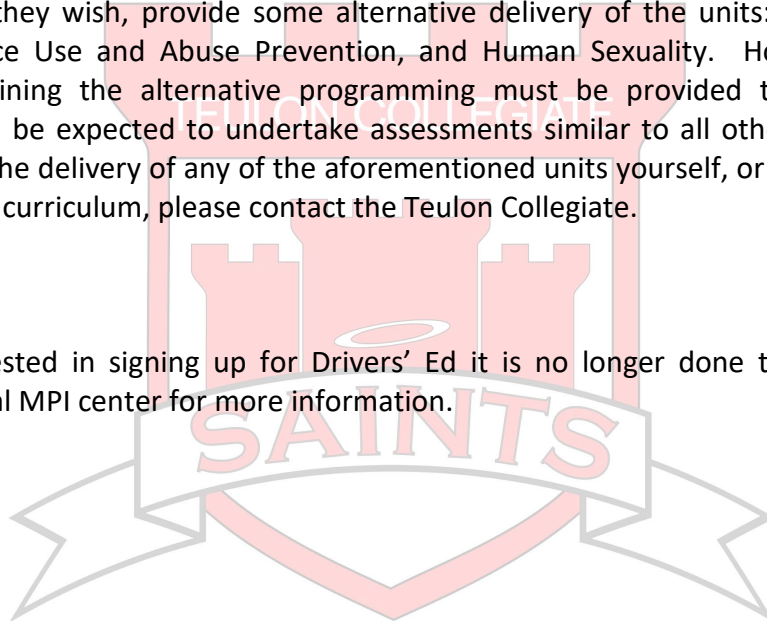 they wish, provide some alternative delivery of the units:
ce Use and Abuse Prevention, and Human Sexuality. He
ining the alternative programming must be provided t
be expected to undertake assessments similar to all othe
he delivery of any of the aforementioned units yourself, or
curriculum, please contact the Teulon Collegiate.
TEULON COLLEGIATE
ested in signing up for Drivers’ Ed it is no longer done t
al MPI center for more information.
SAINTS